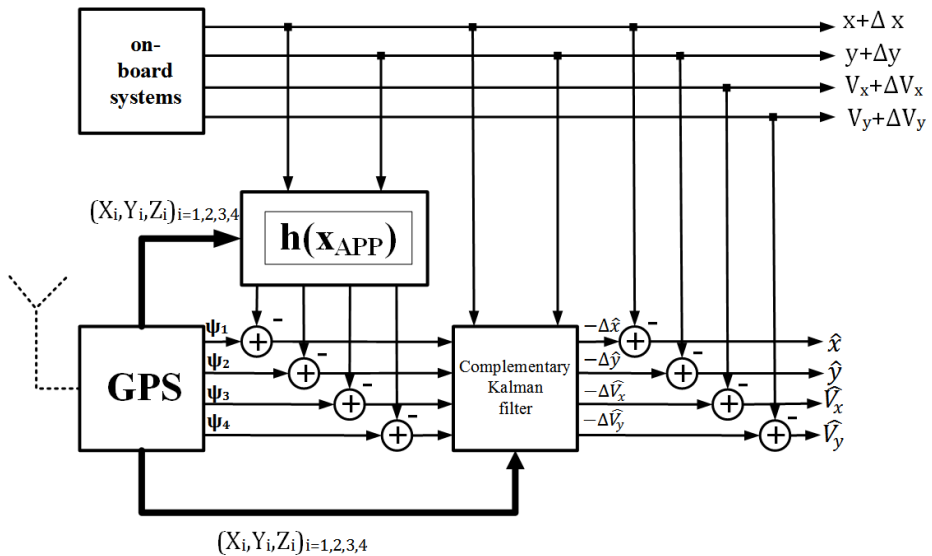 on-
board
systems
x+Δ x
y+Δy
Vx+ΔVx
Vy+ΔVy
(Xi,Yi,Zi)i=1,2,3,4
h(xAPP)
GPS
ψ1
ψ2
ψ3
ψ4
-
-
-
-
Complementary
Kalman
filter
−Δx̂
−Δŷ
−ΔV̂x
−ΔV̂y
-
-
-
-
x̂
ŷ
V̂x
V̂y
(Xi,Yi,Zi)i=1,2,3,4